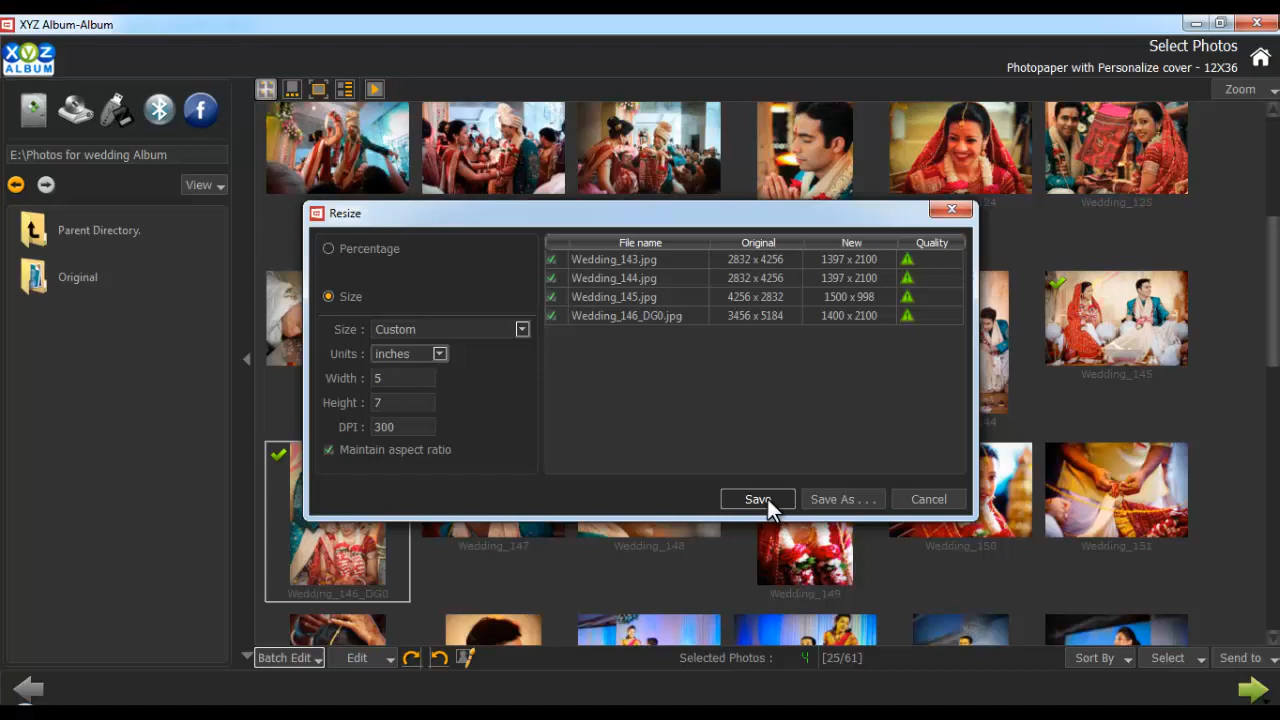 XYZ Album-Album
XYZ
ALBUM
Select Photos
Photopaper with Personalize cover - 12X36
Zoom
E:\Photos for wedding Album
View
Parent Directory.
Original
Wedding_125
Resize
Percentage
Size
Size : Custom
Units : inches
Width : 5
Height : 7
DPI : 300
Maintain aspect ratio
File name Original New Quality
Wedding_143.jpg 2832 x 4256 1397 x 2100
Wedding_144.jpg 2832 x 4256 1397 x 2100
Wedding_145.jpg 4256 x 2832 1500 x 998
Wedding_146_DG0.jpg 3456 x 5184 1400 x 2100
Save Save As . . . Cancel
Wedding_145
Wedding_147 Wedding_148 Wedding_150 Wedding_151
Wedding_146_DG0 Wedding_149
Batch Edit Edit Selected Photos : 4 [25/61] Sort By Select Send to